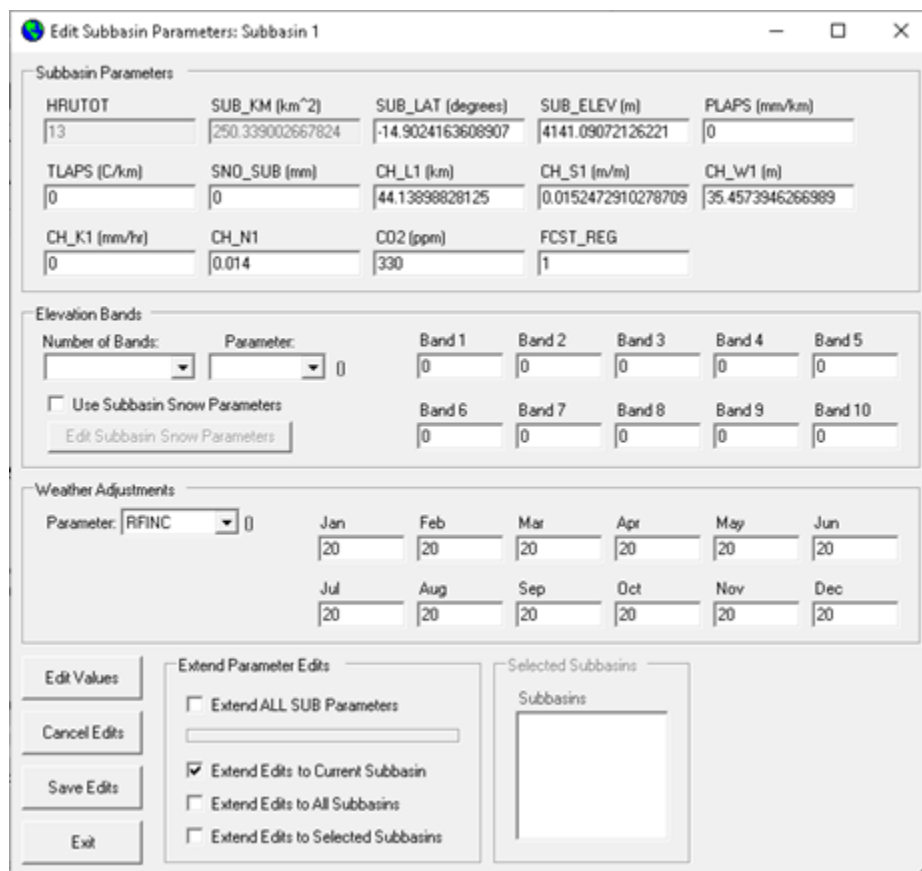 Edit Subbasin Parameters: Subbasin 1
Subbasin Parameters
HRUTOT SUB_KM (km^2) SUB_LAT (degrees) SUB_ELEV (m) PLAPS (mm/km)
13 250.339002667824 -14.9024163608907 4141.09072126221 0
TLAPS (C/km) SNO_SUB (mm) CH_L1 (km) CH_S1 (m/m) CH_W1 (m)
0 0 44.13898828125 0.0152472910278709 35.4573946266989
CH_K1 (mm/hr) CH_N1 CO2 (ppm) FCST_REG
0 0.014 330 1
Elevation Bands
Number of Bands: Parameter: Band 1 Band 2 Band 3 Band 4 Band 5
() 0 0 0 0 0
Use Subbasin Snow Parameters Band 6 Band 7 Band 8 Band 9 Band 10
Edit Subbasin Snow Parameters 0 0 0 0 0
Weather Adjustments
Parameter: RFINC () Jan Feb Mar Apr May Jun
20 20 20 20 20 20
Jul Aug Sep Oct Nov Dec
20 20 20 20 20 20
Edit Values
Cancel Edits
Save Edits
Exit
Extend Parameter Edits
Extend ALL SUB Parameters
Extend Edits to Current Subbasin
Extend Edits to All Subbasins
Extend Edits to Selected Subbasins
Selected Subbasins
Subbasins